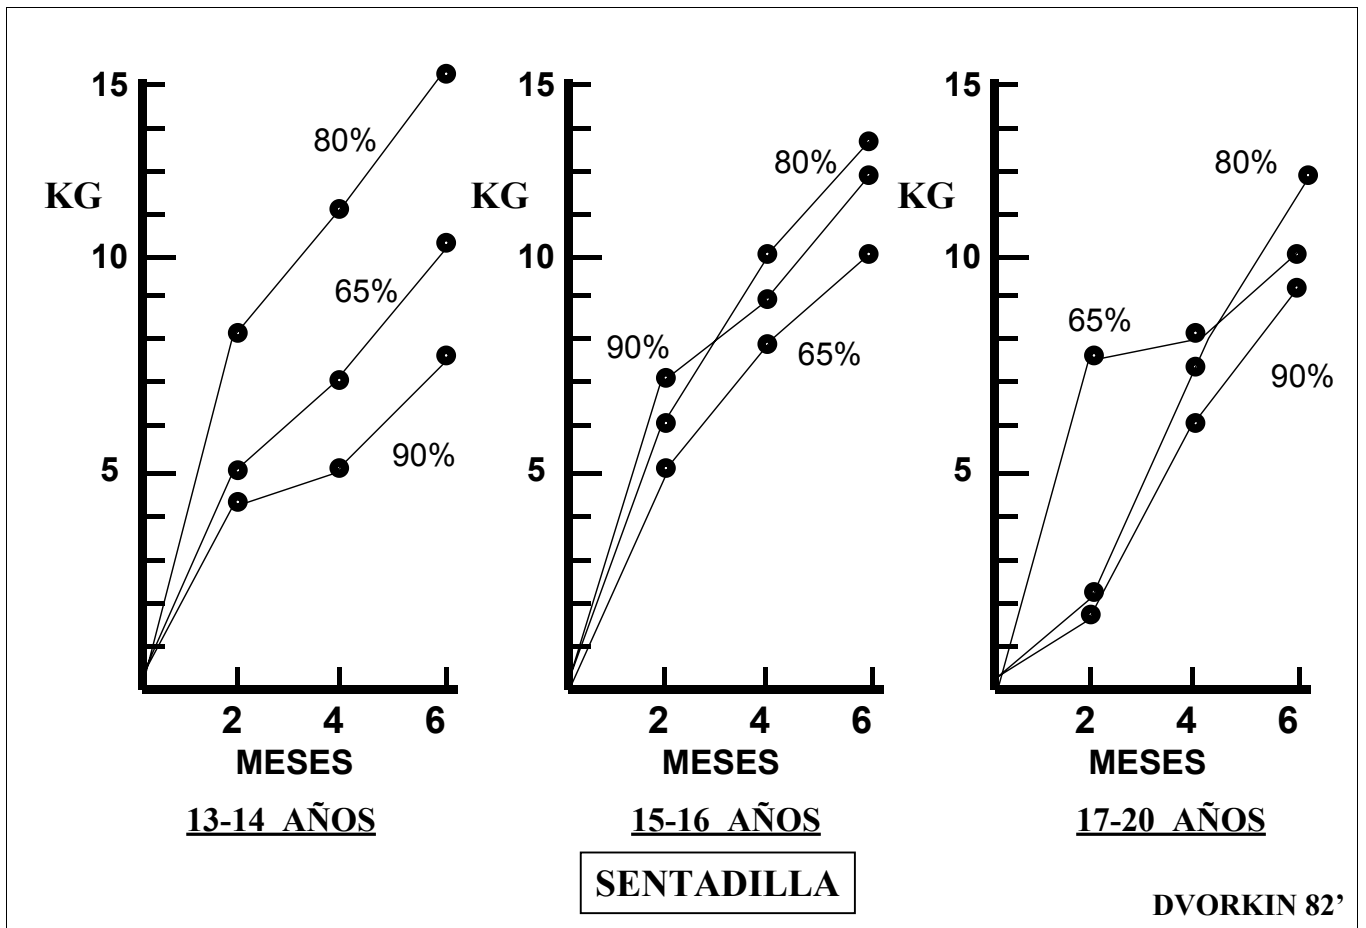 15
80%
KG
10
65%
90%
5
2 4 6
MESES
13-14 AÑOS
15
80%
KG
10
90%
65%
5
2 4 6
MESES
15-16 AÑOS
15
80%
KG
10
65%
90%
5
2 4 6
MESES
17-20 AÑOS
SENTADILLA
DVORKIN 82’